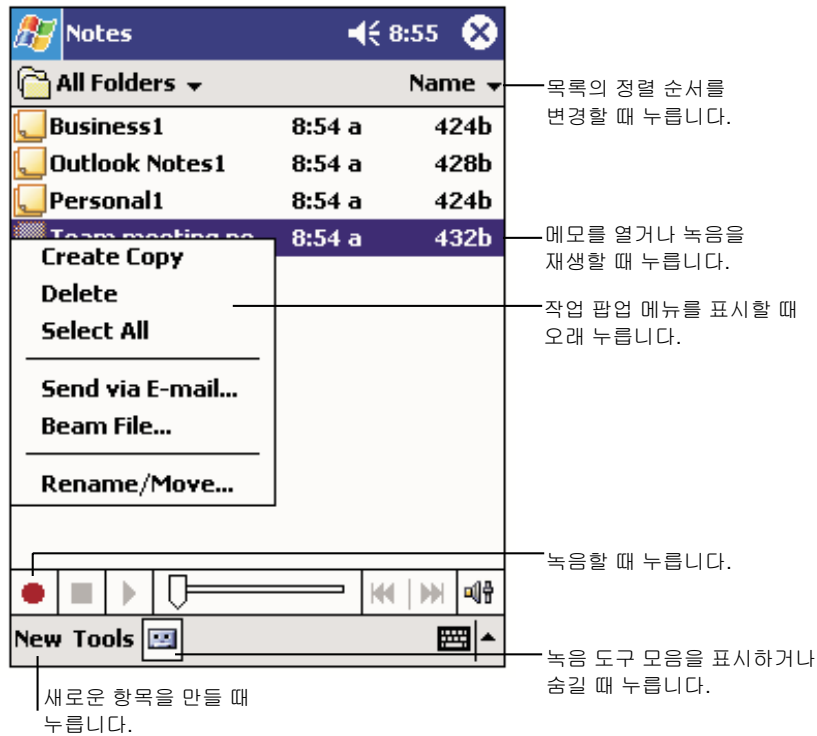 Notes 8:55
All Folders Name
목록의 정렬 순서를
변경할 때 누릅니다.
Business1 8:54 a 424b
Outlook Notes1 8:54 a 428b
Personal1 8:54 a 424b
Team meeting no 8:54 a 432b
메모를 열거나 녹음을
재생할 때 누릅니다.
Create Copy
Delete
Select All
작업 팝업 메뉴를 표시할 때
오래 누릅니다.
Send via E-mail...
Beam File...
Rename/Move...
녹음할 때 누릅니다.
New Tools
녹음 도구 모음을 표시하거나
숨길 때 누릅니다.
새로운 항목을 만들 때
누릅니다.